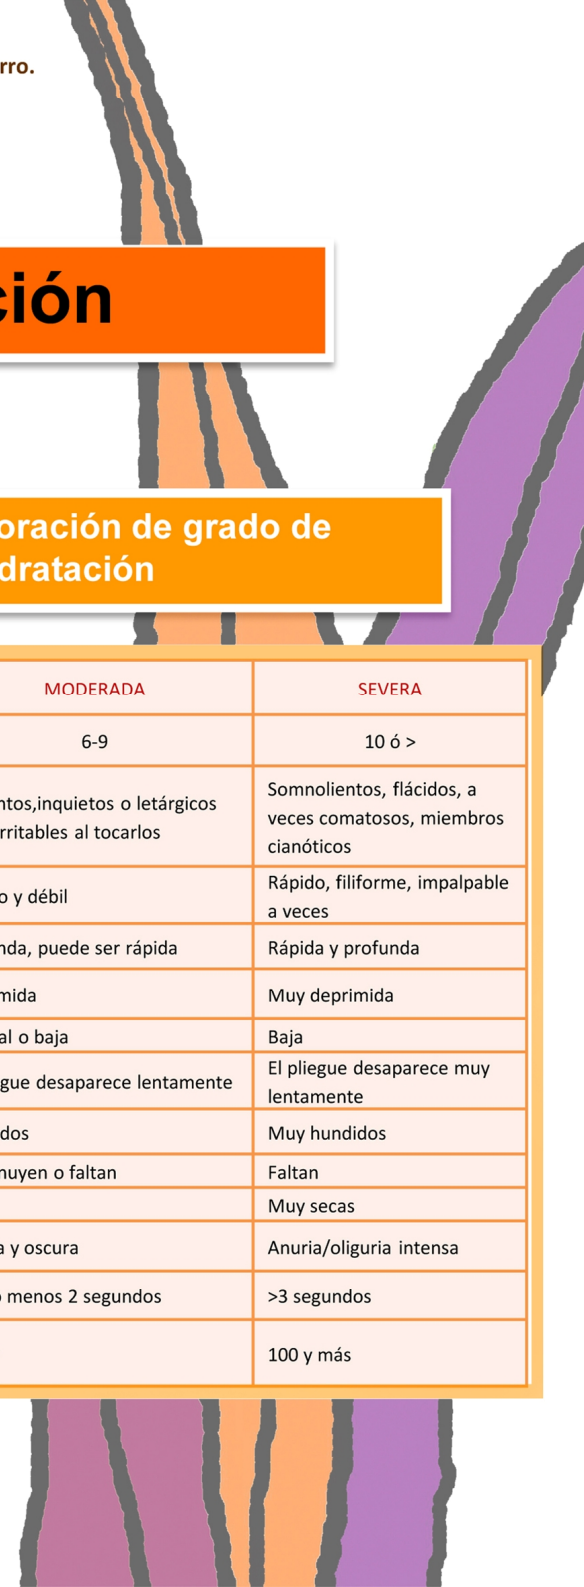 rro.
ción
oración de grado de
dratación
MODERADA SEVERA
6-9 10 ó >
ntos,inquietos o letárgicos
rritables al tocarlos
Somnolientos, flácidos, a
veces comatosos, miembros
cianóticos
o y débil
Rápido, filiforme, impalpable
a veces
nda, puede ser rápida Rápida y profunda
mida Muy deprimida
al o baja Baja
gue desaparece lentamente
El pliegue desaparece muy
lentamente
dos Muy hundidos
nuyen o faltan Faltan
Muy secas
a y oscura Anuria/oliguria intensa
o menos 2 segundos >3 segundos
100 y más